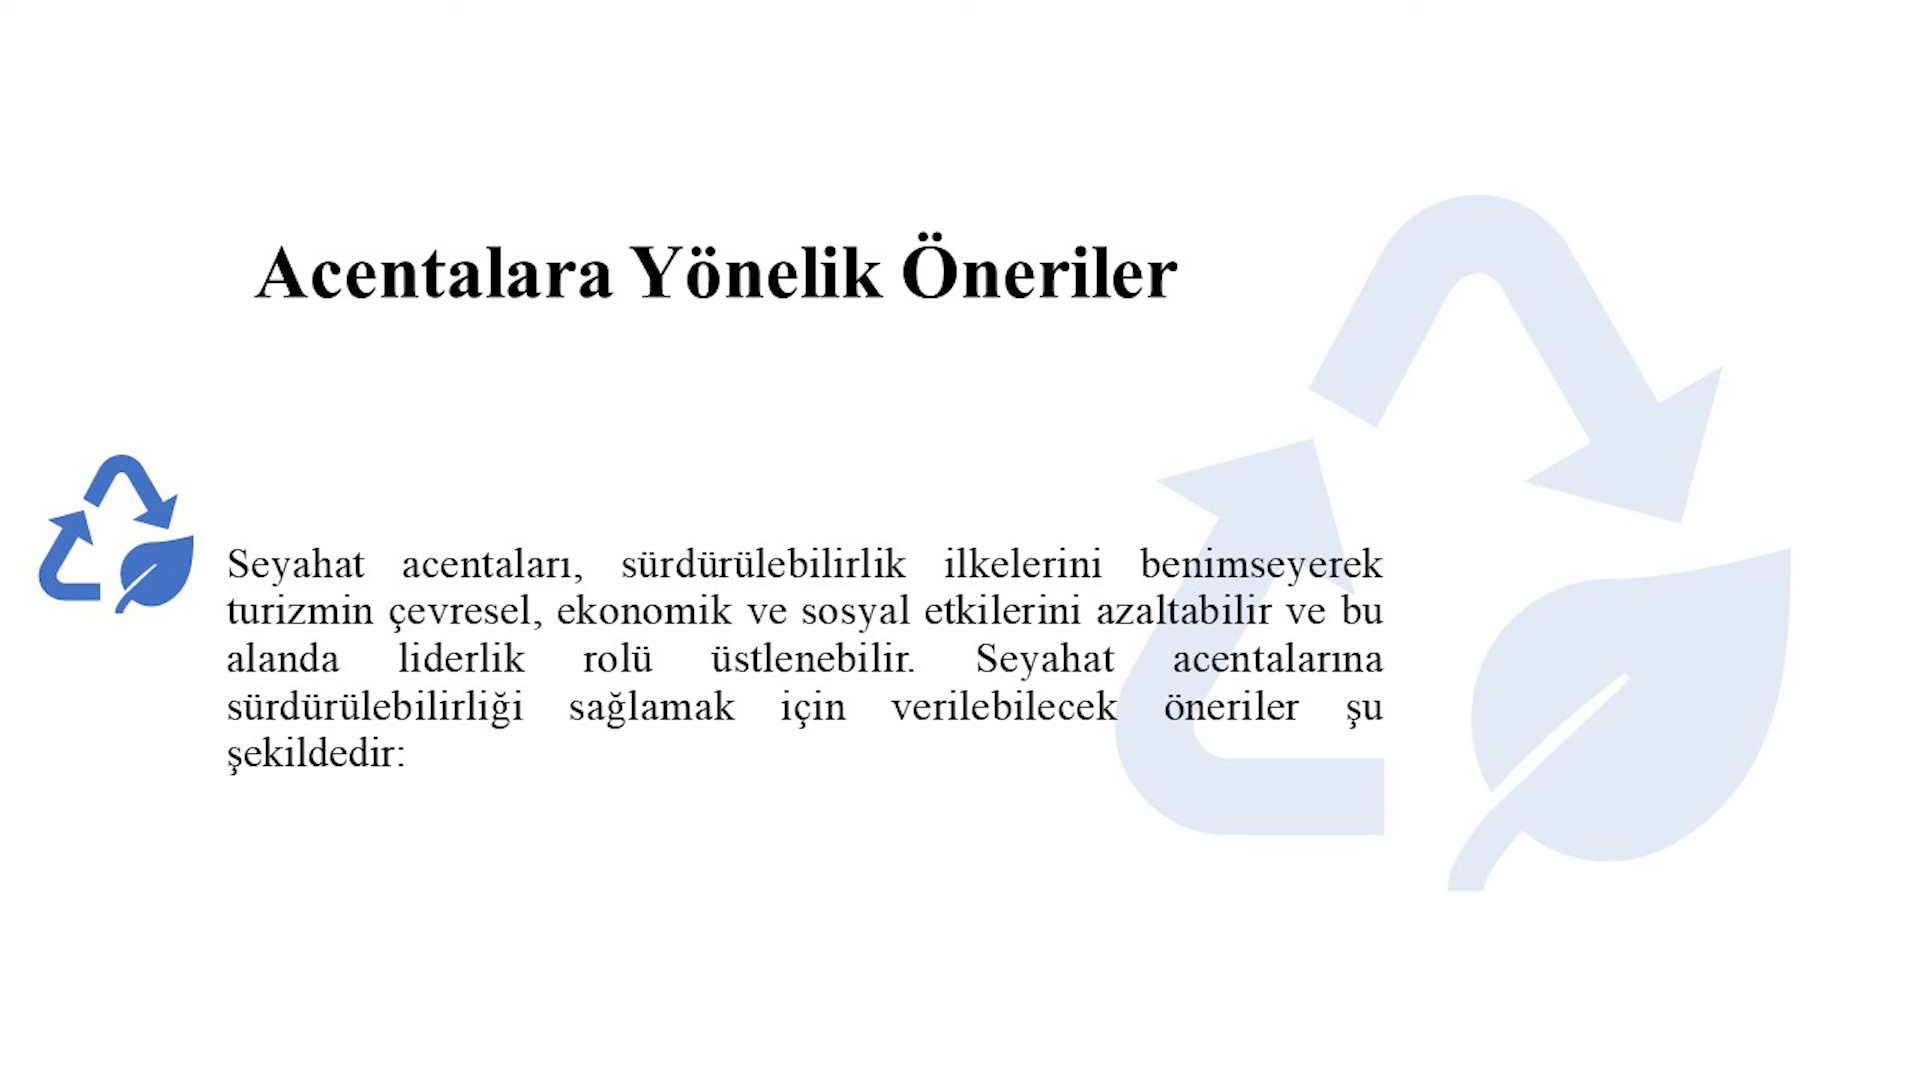 Acentalara Yönelik Öneriler
Seyahat acentaları, sürdürülebilirlik ilkelerini benimseyerek
turizmin çevresel, ekonomik ve sosyal etkilerini azaltabilir ve bu
alanda liderlik rolü üstlenebilir. Seyahat acentalarına
sürdürülebilirliği sağlamak için verilebilecek öneriler şu
şekildedir: